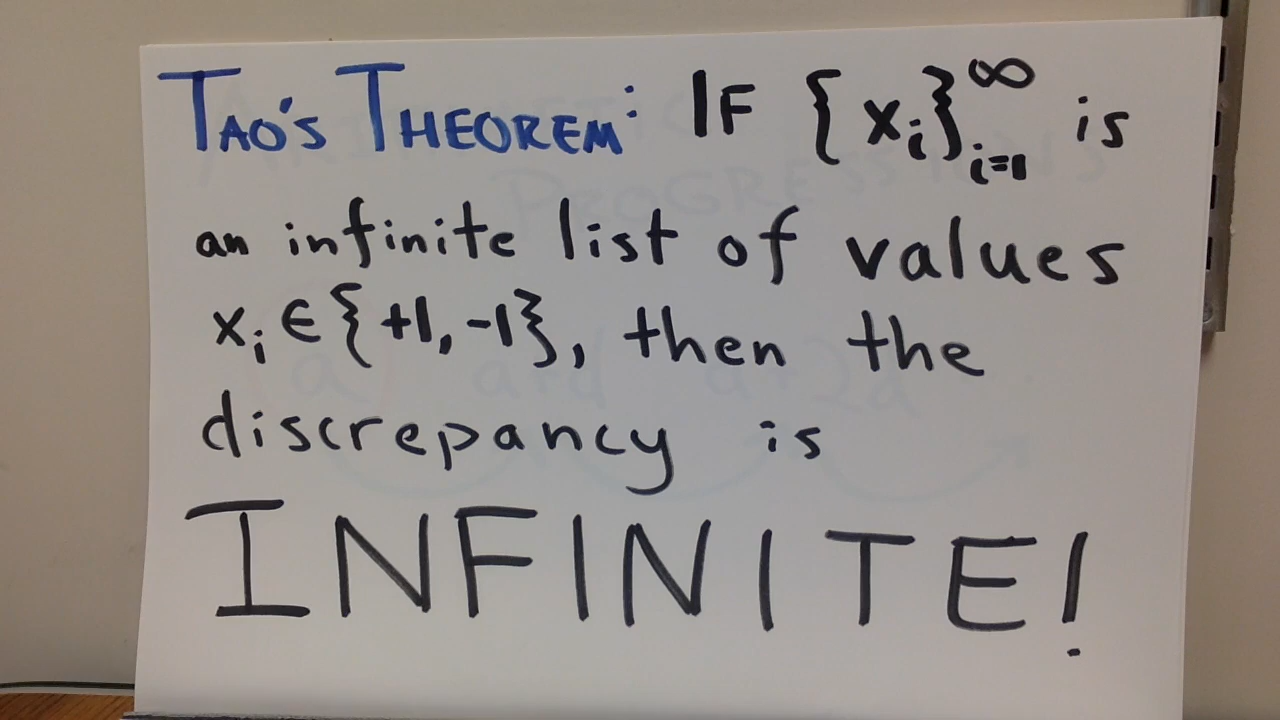 TAO'S THEOREM: IF {x_i}_{i=1}^∞ is
an infinite list of values
x_i ∈ {+1, -1}, then the
discrepancy is
INFINITE!